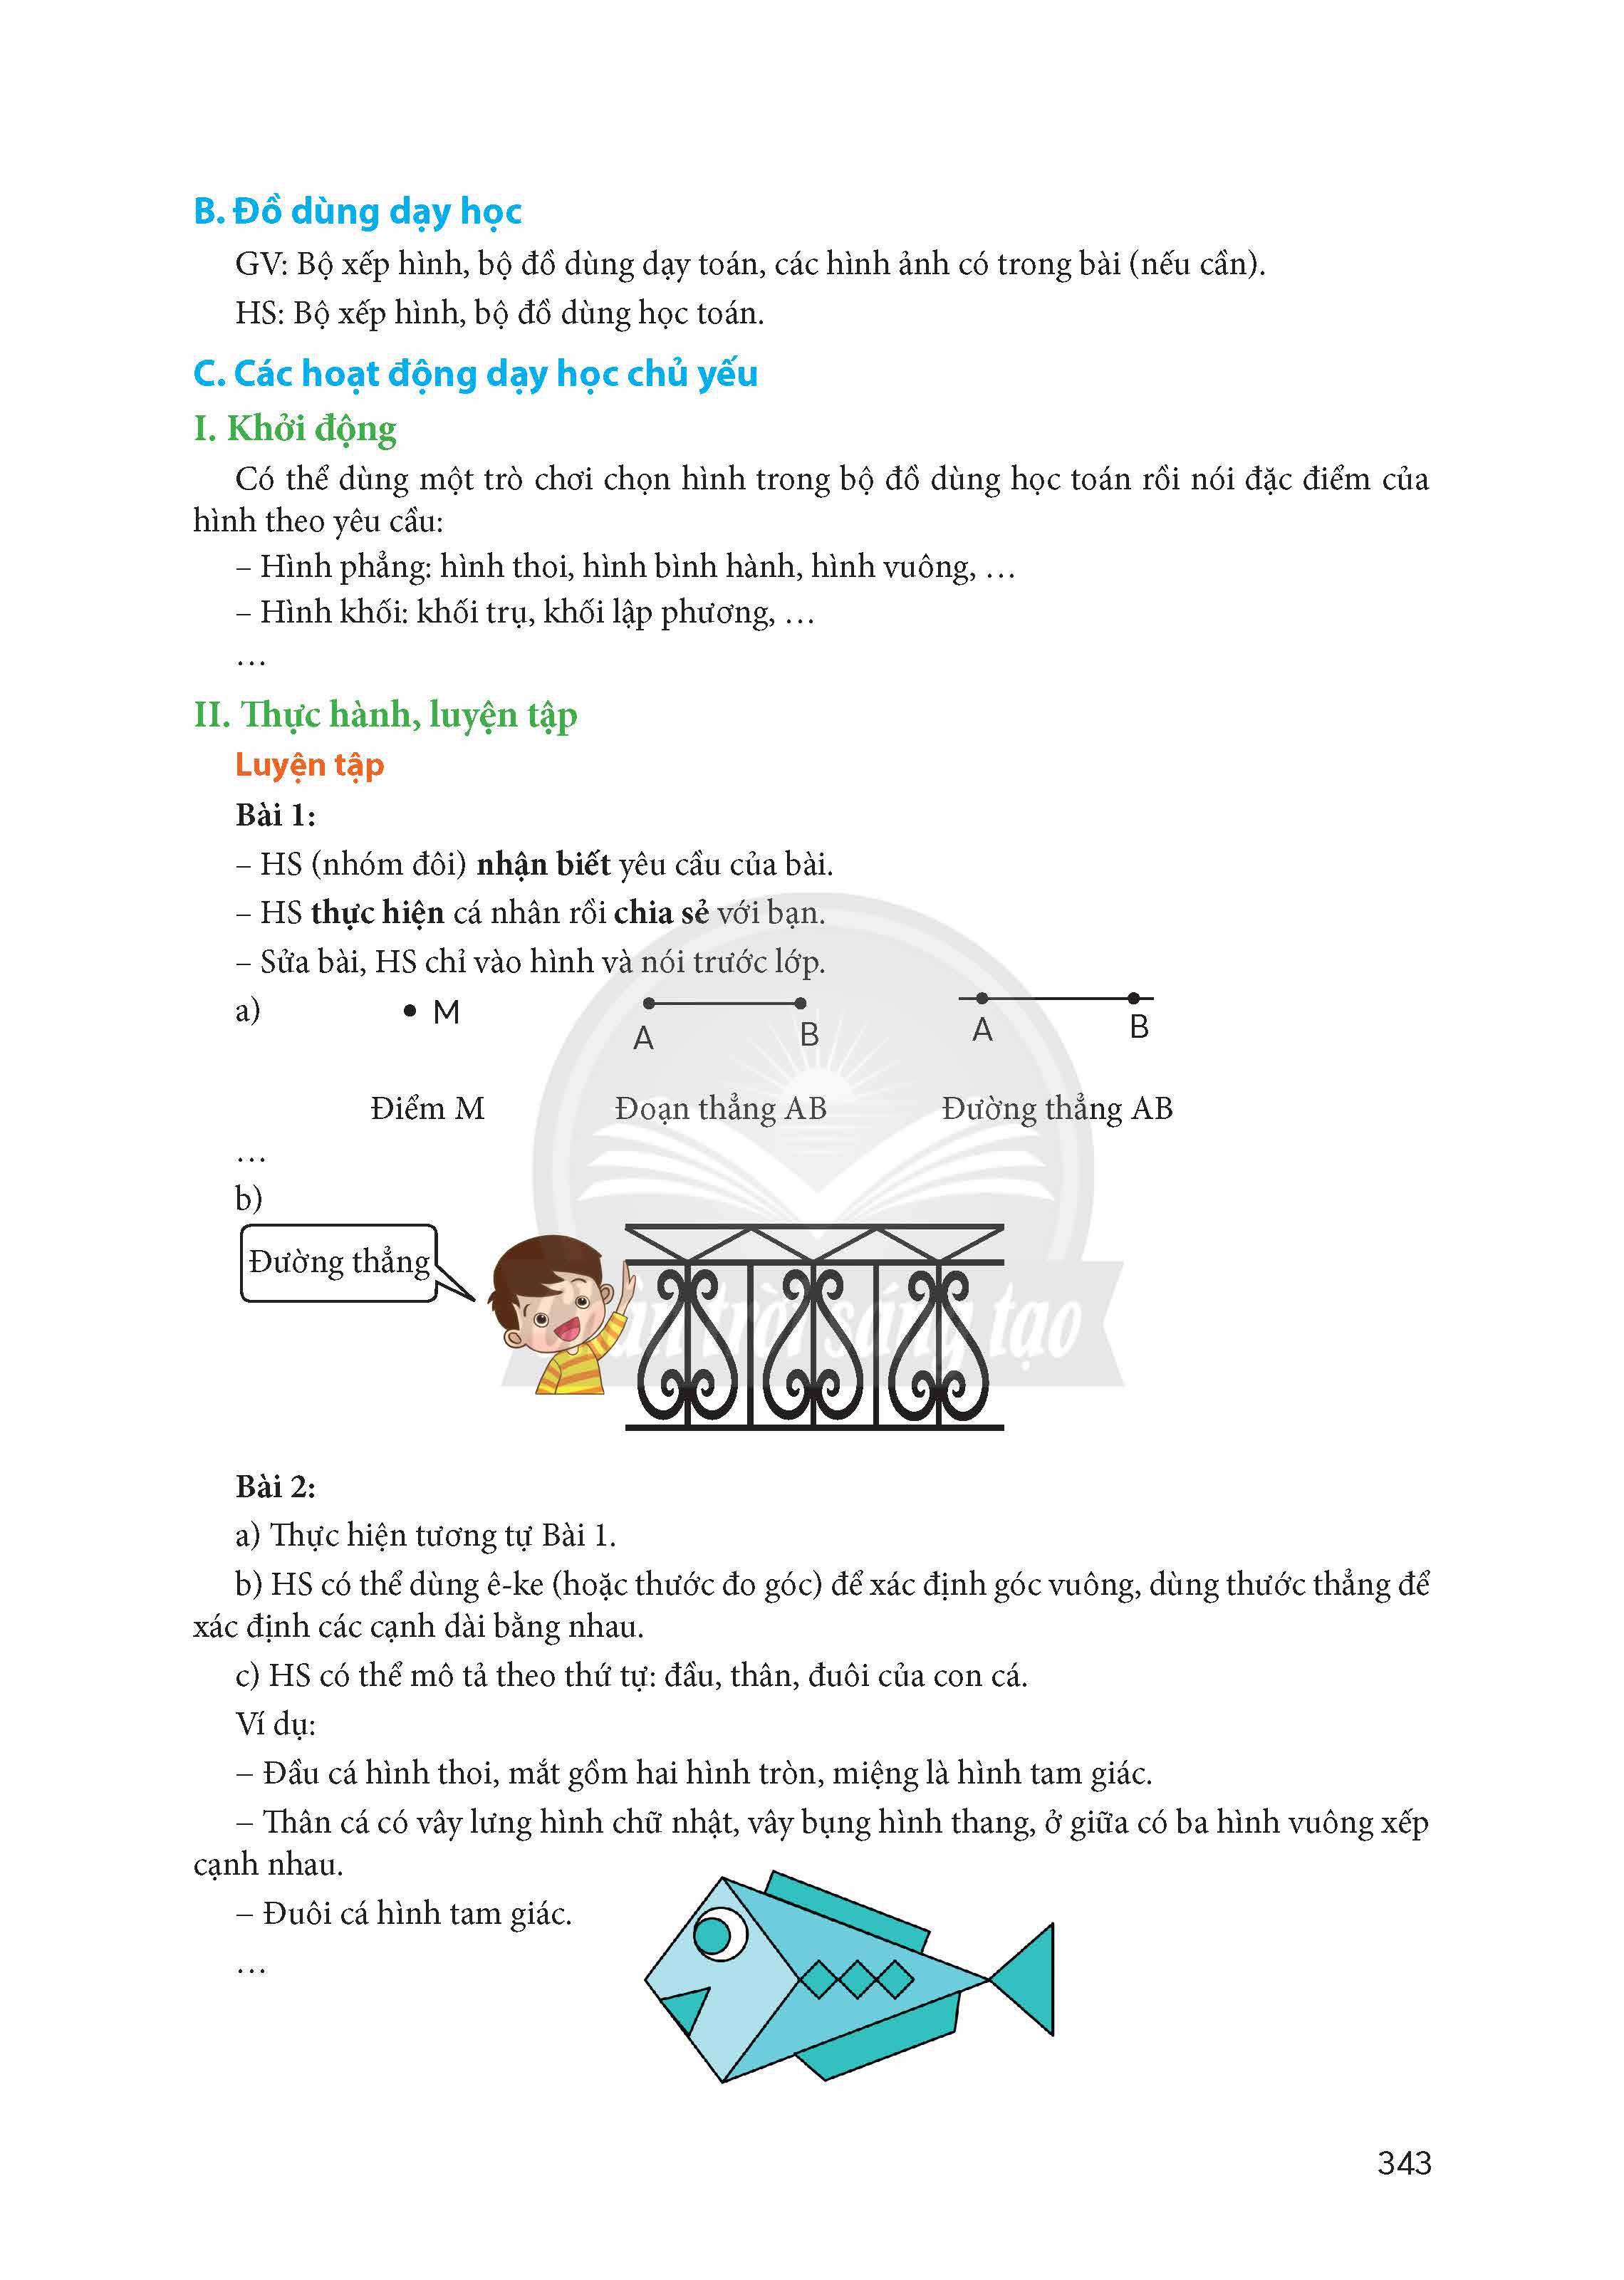 B. Đồ dùng dạy học
GV: Bộ xếp hình, bộ đồ dùng dạy toán, các hình ảnh có trong bài (nếu cần).
HS: Bộ xếp hình, bộ đồ dùng học toán.
C. Các hoạt động dạy học chủ yếu
I. Khởi động
Có thể dùng một trò chơi chọn hình trong bộ đồ dùng học toán rồi nói đặc điểm của
hình theo yêu cầu:
– Hình phẳng: hình thoi, hình bình hành, hình vuông, …
– Hình khối: khối trụ, khối lập phương, …
…
II. Thực hành, luyện tập
Luyện tập
Bài 1:
– HS (nhóm đôi) nhận biết yêu cầu của bài.
– HS thực hiện cá nhân rồi chia sẻ với bạn.
– Sửa bài, HS chỉ vào hình và nói trước lớp.
a) M A B A B
Điểm M Đoạn thẳng AB Đường thẳng AB
…
b)
Đường thẳng
Chân trời sáng tạo
Bài 2:
a) Thực hiện tương tự Bài 1.
b) HS có thể dùng ê-ke (hoặc thước đo góc) để xác định góc vuông, dùng thước thẳng để
xác định các cạnh dài bằng nhau.
c) HS có thể mô tả theo thứ tự: đầu, thân, đuôi của con cá.
Ví dụ:
– Đầu cá hình thoi, mắt gồm hai hình tròn, miệng là hình tam giác.
– Thân cá có vây lưng hình chữ nhật, vây bụng hình thang, ở giữa có ba hình vuông xếp
cạnh nhau.
– Đuôi cá hình tam giác.
…
343